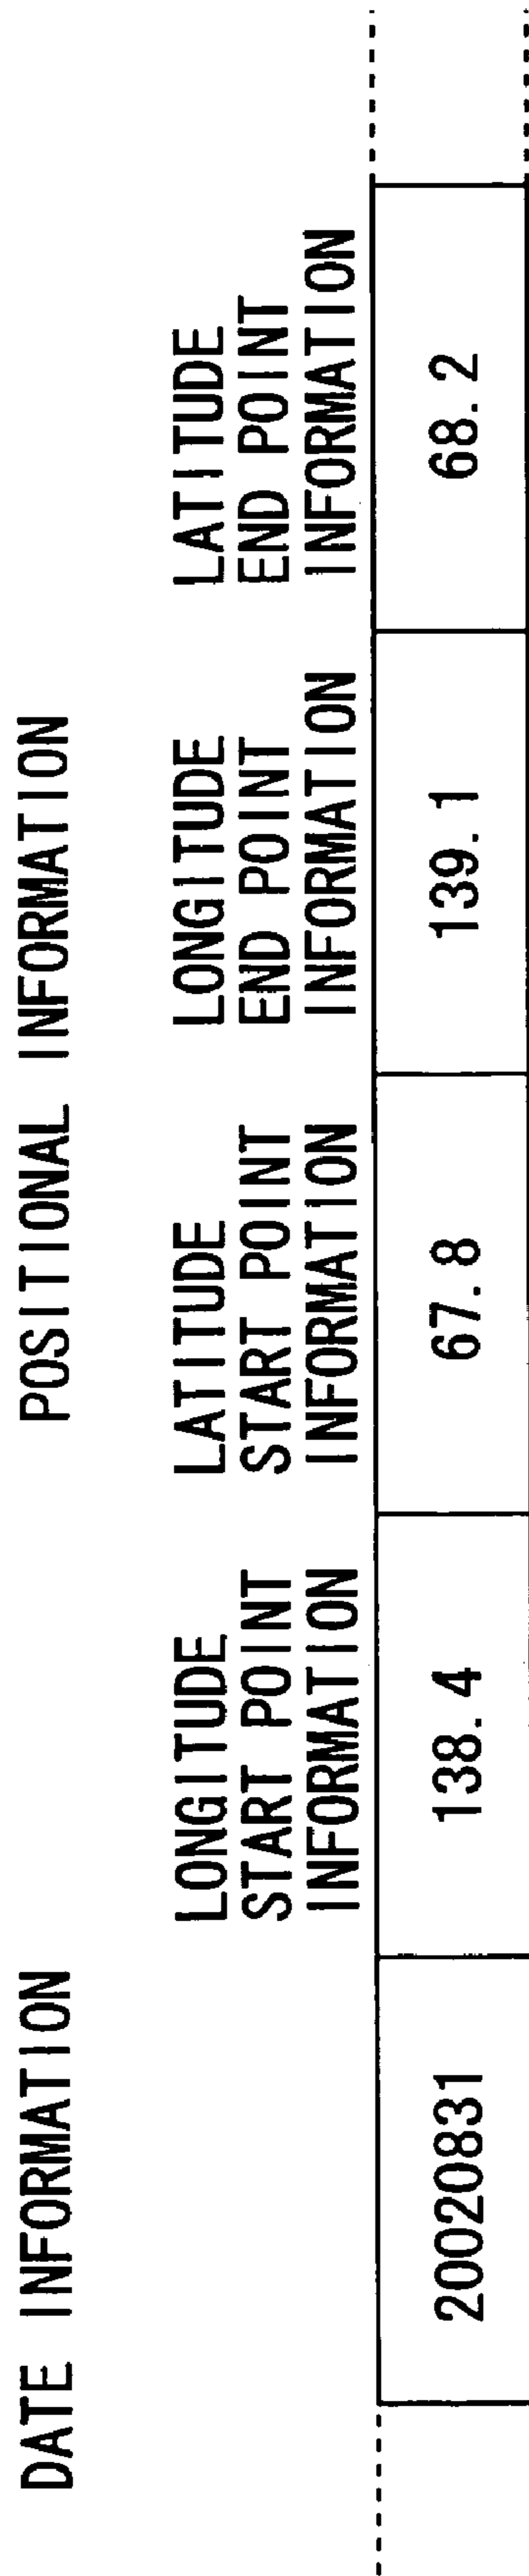 DATE INFORMATION
POSITIONAL INFORMATION
LONGITUDE
START POINT
INFORMATION
LATITUDE
START POINT
INFORMATION
LONGITUDE
END POINT
INFORMATION
LATITUDE
END POINT
INFORMATION
20020831
138.4
67.8
139.1
68.2